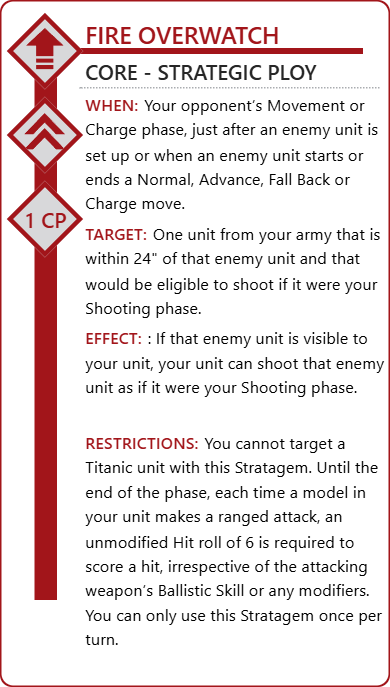 FIRE OVERWATCH
CORE - STRATEGIC PLOY
WHEN: Your opponent’s Movement or
Charge phase, just after an enemy unit is
set up or when an enemy unit starts or
ends a Normal, Advance, Fall Back or
Charge move.
1 CP
TARGET: One unit from your army that is
within 24" of that enemy unit and that
would be eligible to shoot if it were your
Shooting phase.
EFFECT: : If that enemy unit is visible to
your unit, your unit can shoot that enemy
unit as if it were your Shooting phase.
RESTRICTIONS: You cannot target a
Titanic unit with this Stratagem. Until the
end of the phase, each time a model in
your unit makes a ranged attack, an
unmodified Hit roll of 6 is required to
score a hit, irrespective of the attacking
weapon’s Ballistic Skill or any modifiers.
You can only use this Stratagem once per
turn.